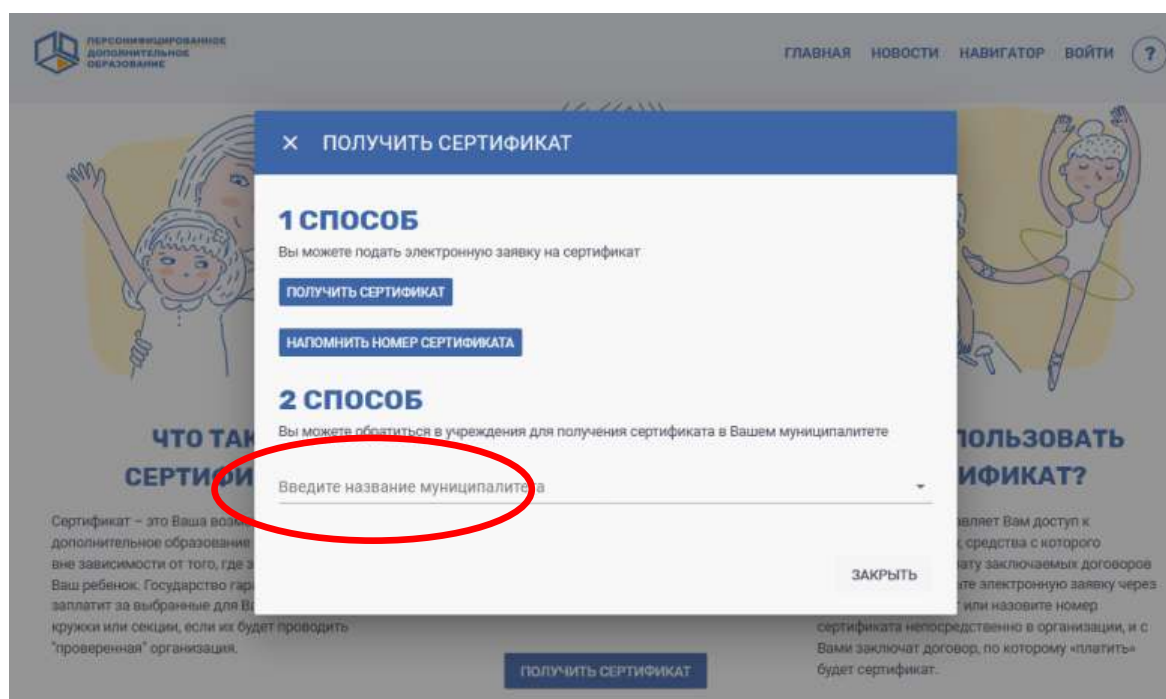 ПЕРСОНИФИЦИРОВАННОЕ
ДОПОЛНИТЕЛЬНОЕ
ОБРАЗОВАНИЕ
ГЛАВНАЯ НОВОСТИ НАВИГАТОР ВОЙТИ ?
× ПОЛУЧИТЬ СЕРТИФИКАТ
1 СПОСОБ
Вы можете подать электронную заявку на сертификат
ПОЛУЧИТЬ СЕРТИФИКАТ
НАПОМНИТЬ НОМЕР СЕРТИФИКАТА
2 СПОСОБ
Вы можете обратиться в учреждения для получения сертификата в Вашем муниципалитете
Введите название муниципалитета
ЗАКРЫТЬ
ЧТО ТАК
СЕРТИФИ
Сертификат – это Ваша возм
дополнительное образование
вне зависимости от того, где з
Ваш ребенок. Государство гар
заплатит за выбранные для В
кружки или секции, если их будет проводить
"проверенная" организация.
ПОЛУЧИТЬ СЕРТИФИКАТ
ПОЛЬЗОВАТЬ
ИФИКАТ?
авляет Вам доступ к
, средства с которого
ату заключаемых договоров
те электронную заявку через
т или назовите номер
сертификата непосредственно в организации, и с
Вами заключат договор, по которому «платить»
будет сертификат.